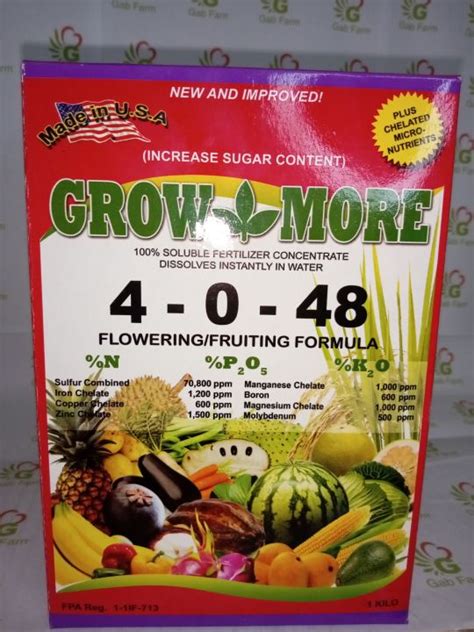 NEW AND IMPROVED!
Made in U.S.A
PLUS
CHELATED
MICRO-
NUTRIENTS
(INCREASE SUGAR CONTENT)
GROW MORE
100% SOLUBLE FERTILIZER CONCENTRATE
DISSOLVES INSTANTLY IN WATER
4 - 0 - 48
FLOWERING/FRUITING FORMULA
%N %P2O5 %K2O
Sulfur Combined 70,800 ppm Manganese Chelate 1,000 ppm
Iron Chelate 1,200 ppm Boron 600 ppm
Copper Chelate 600 ppm Magnesium Chelate 1,000 ppm
Zinc Chelate 1,500 ppm Molybdenum 500 ppm
FPA Reg. 1-1IF-713
1 KILO
G
Gab Farm